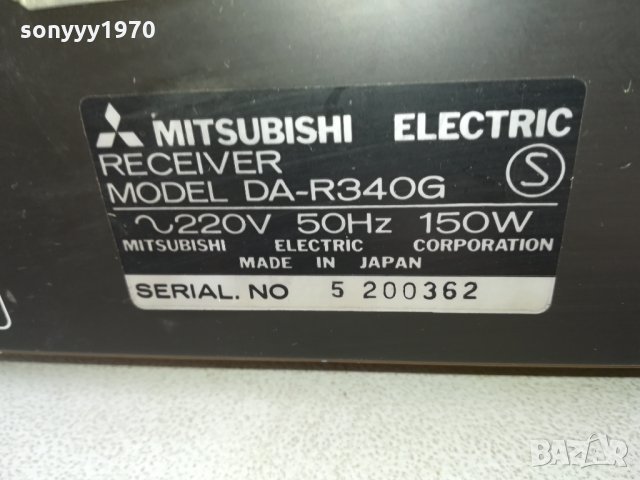 sonyyy1970
MITSUBISHI ELECTRIC
RECEIVER
MODEL DA-R340G
S
~220V 50Hz 150W
MITSUBISHI ELECTRIC CORPORATION
MADE IN JAPAN
SERIAL. NO 5 200362
BAZAR